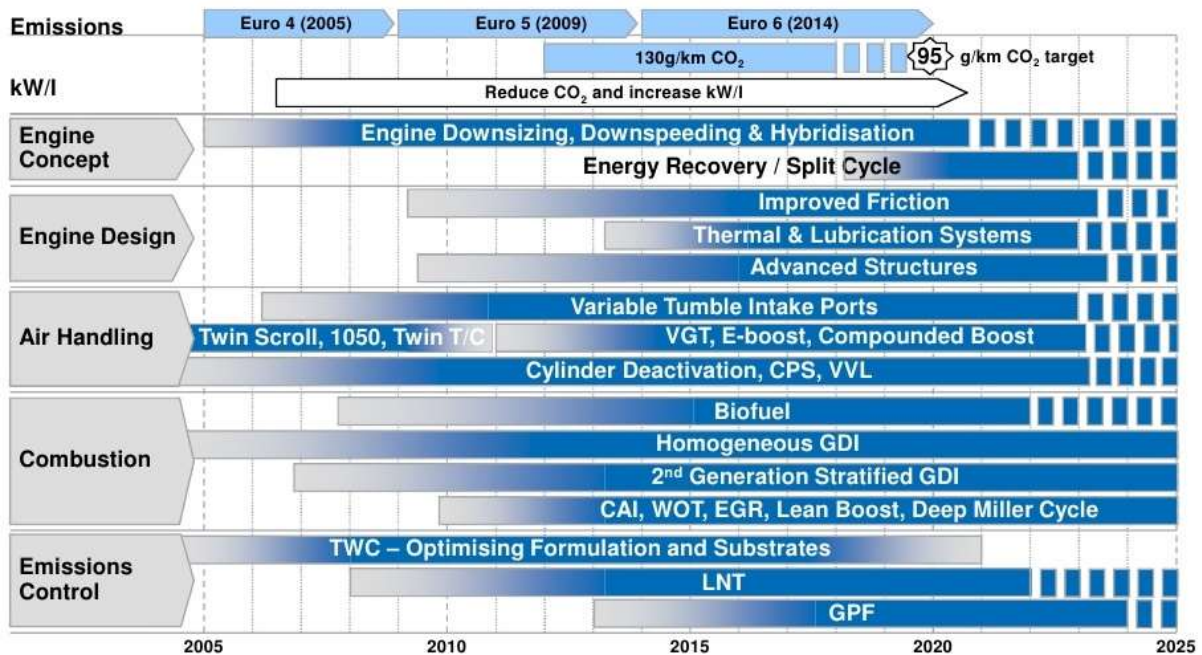 Emissions
Euro 4 (2005)
Euro 5 (2009)
Euro 6 (2014)
130g/km CO₂
95
g/km CO₂ target
kW/l
Reduce CO₂ and increase kW/l
Engine
Concept
Engine Downsizing, Downspeeding & Hybridisation
Energy Recovery / Split Cycle
Engine Design
Improved Friction
Thermal & Lubrication Systems
Advanced Structures
Air Handling
Variable Tumble Intake Ports
Twin Scroll, 1050, Twin T/C
VGT, E-boost, Compounded Boost
Cylinder Deactivation, CPS, VVL
Combustion
Biofuel
Homogeneous GDI
2nd Generation Stratified GDI
CAI, WOT, EGR, Lean Boost, Deep Miller Cycle
Emissions
Control
TWC – Optimising Formulation and Substrates
LNT
GPF
2005
2010
2015
2020
2025